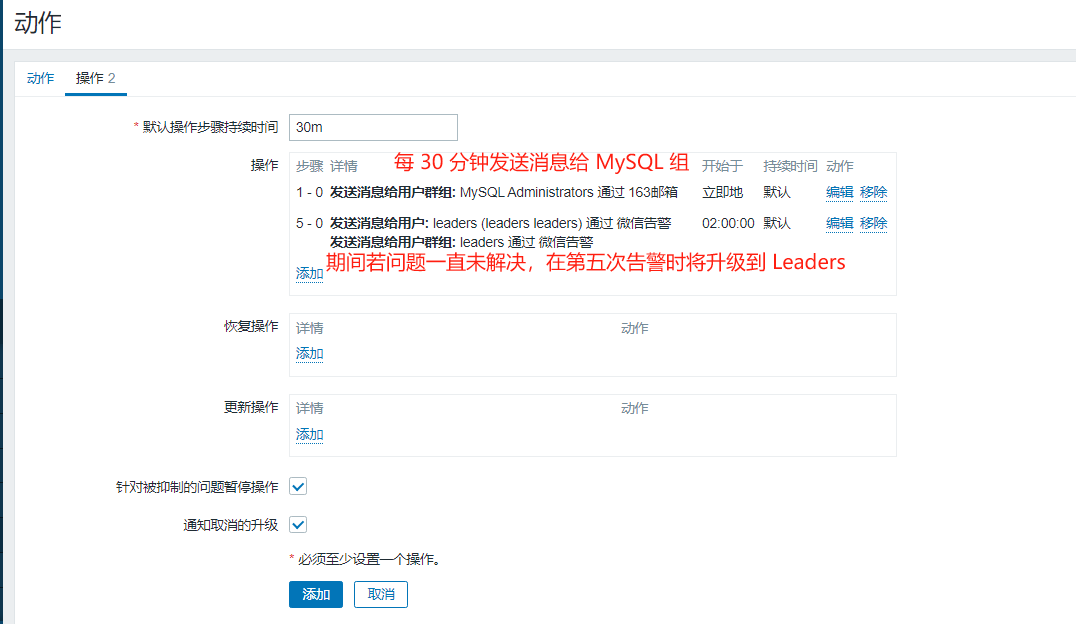 动作
动作 操作 2
* 默认操作步骤持续时间 30m
操作 步骤 详情 每 30 分钟发送消息给 MySQL 组 开始于 持续时间 动作
1 - 0 发送消息给用户群组: MySQL Administrators 通过 163邮箱 立即地 默认 编辑 移除
5 - 0 发送消息给用户: leaders (leaders leaders) 通过 微信告警 02:00:00 默认 编辑 移除
发送消息给用户群组: leaders 通过 微信告警
添加 期间若问题一直未解决，在第五次告警时将升级到 Leaders
恢复操作 详情 动作
添加
更新操作 详情 动作
添加
针对被抑制的问题暂停操作
通知取消的升级
* 必须至少设置一个操作。
添加 取消